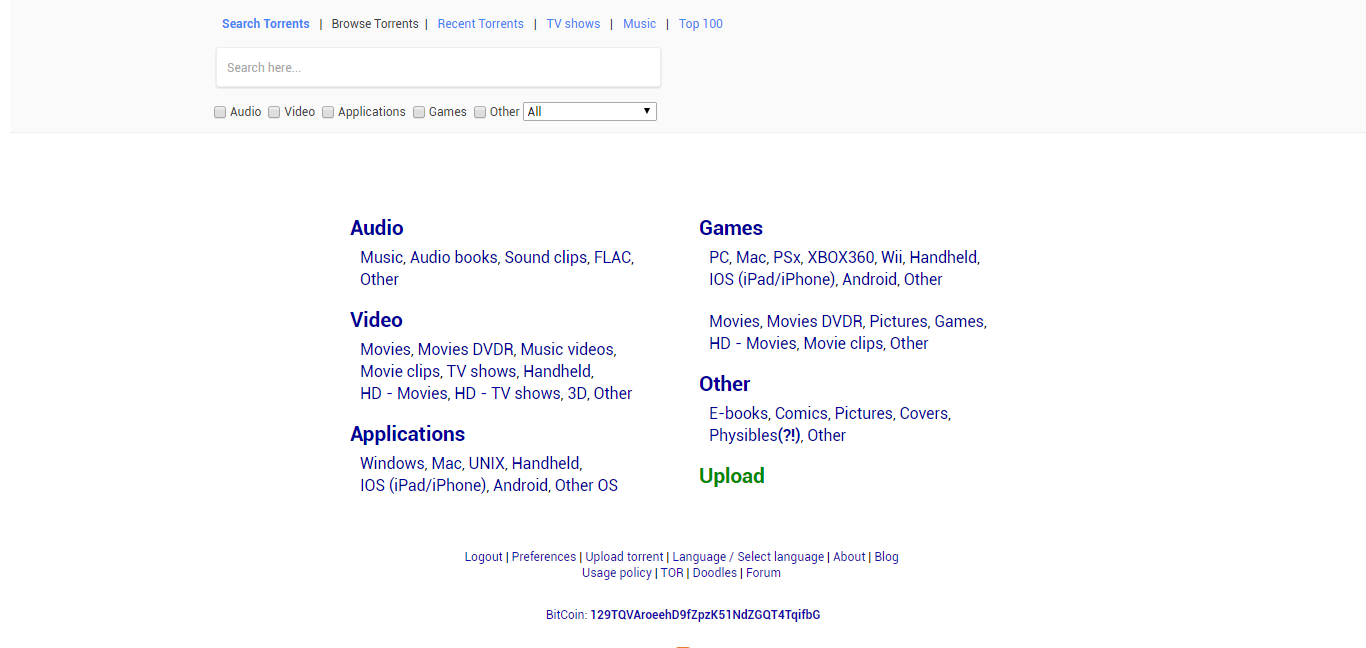 Search Torrents | Browse Torrents | Recent Torrents | TV shows | Music | Top 100
Search here...
Audio Video Applications Games Other All
Audio
Music, Audio books, Sound clips, FLAC,
Other
Video
Movies, Movies DVDR, Music videos,
Movie clips, TV shows, Handheld,
HD - Movies, HD - TV shows, 3D, Other
Applications
Windows, Mac, UNIX, Handheld,
IOS (iPad/iPhone), Android, Other OS
Games
PC, Mac, PSx, XBOX360, Wii, Handheld,
IOS (iPad/iPhone), Android, Other
Movies, Movies DVDR, Pictures, Games,
HD - Movies, Movie clips, Other
Other
E-books, Comics, Pictures, Covers,
Physibles(?!), Other
Upload
Logout | Preferences | Upload torrent | Language / Select language | About | Blog
Usage policy | TOR | Doodles | Forum
BitCoin: 129TQVAroeehD9fZpzK51NdZGQT4TqifbG